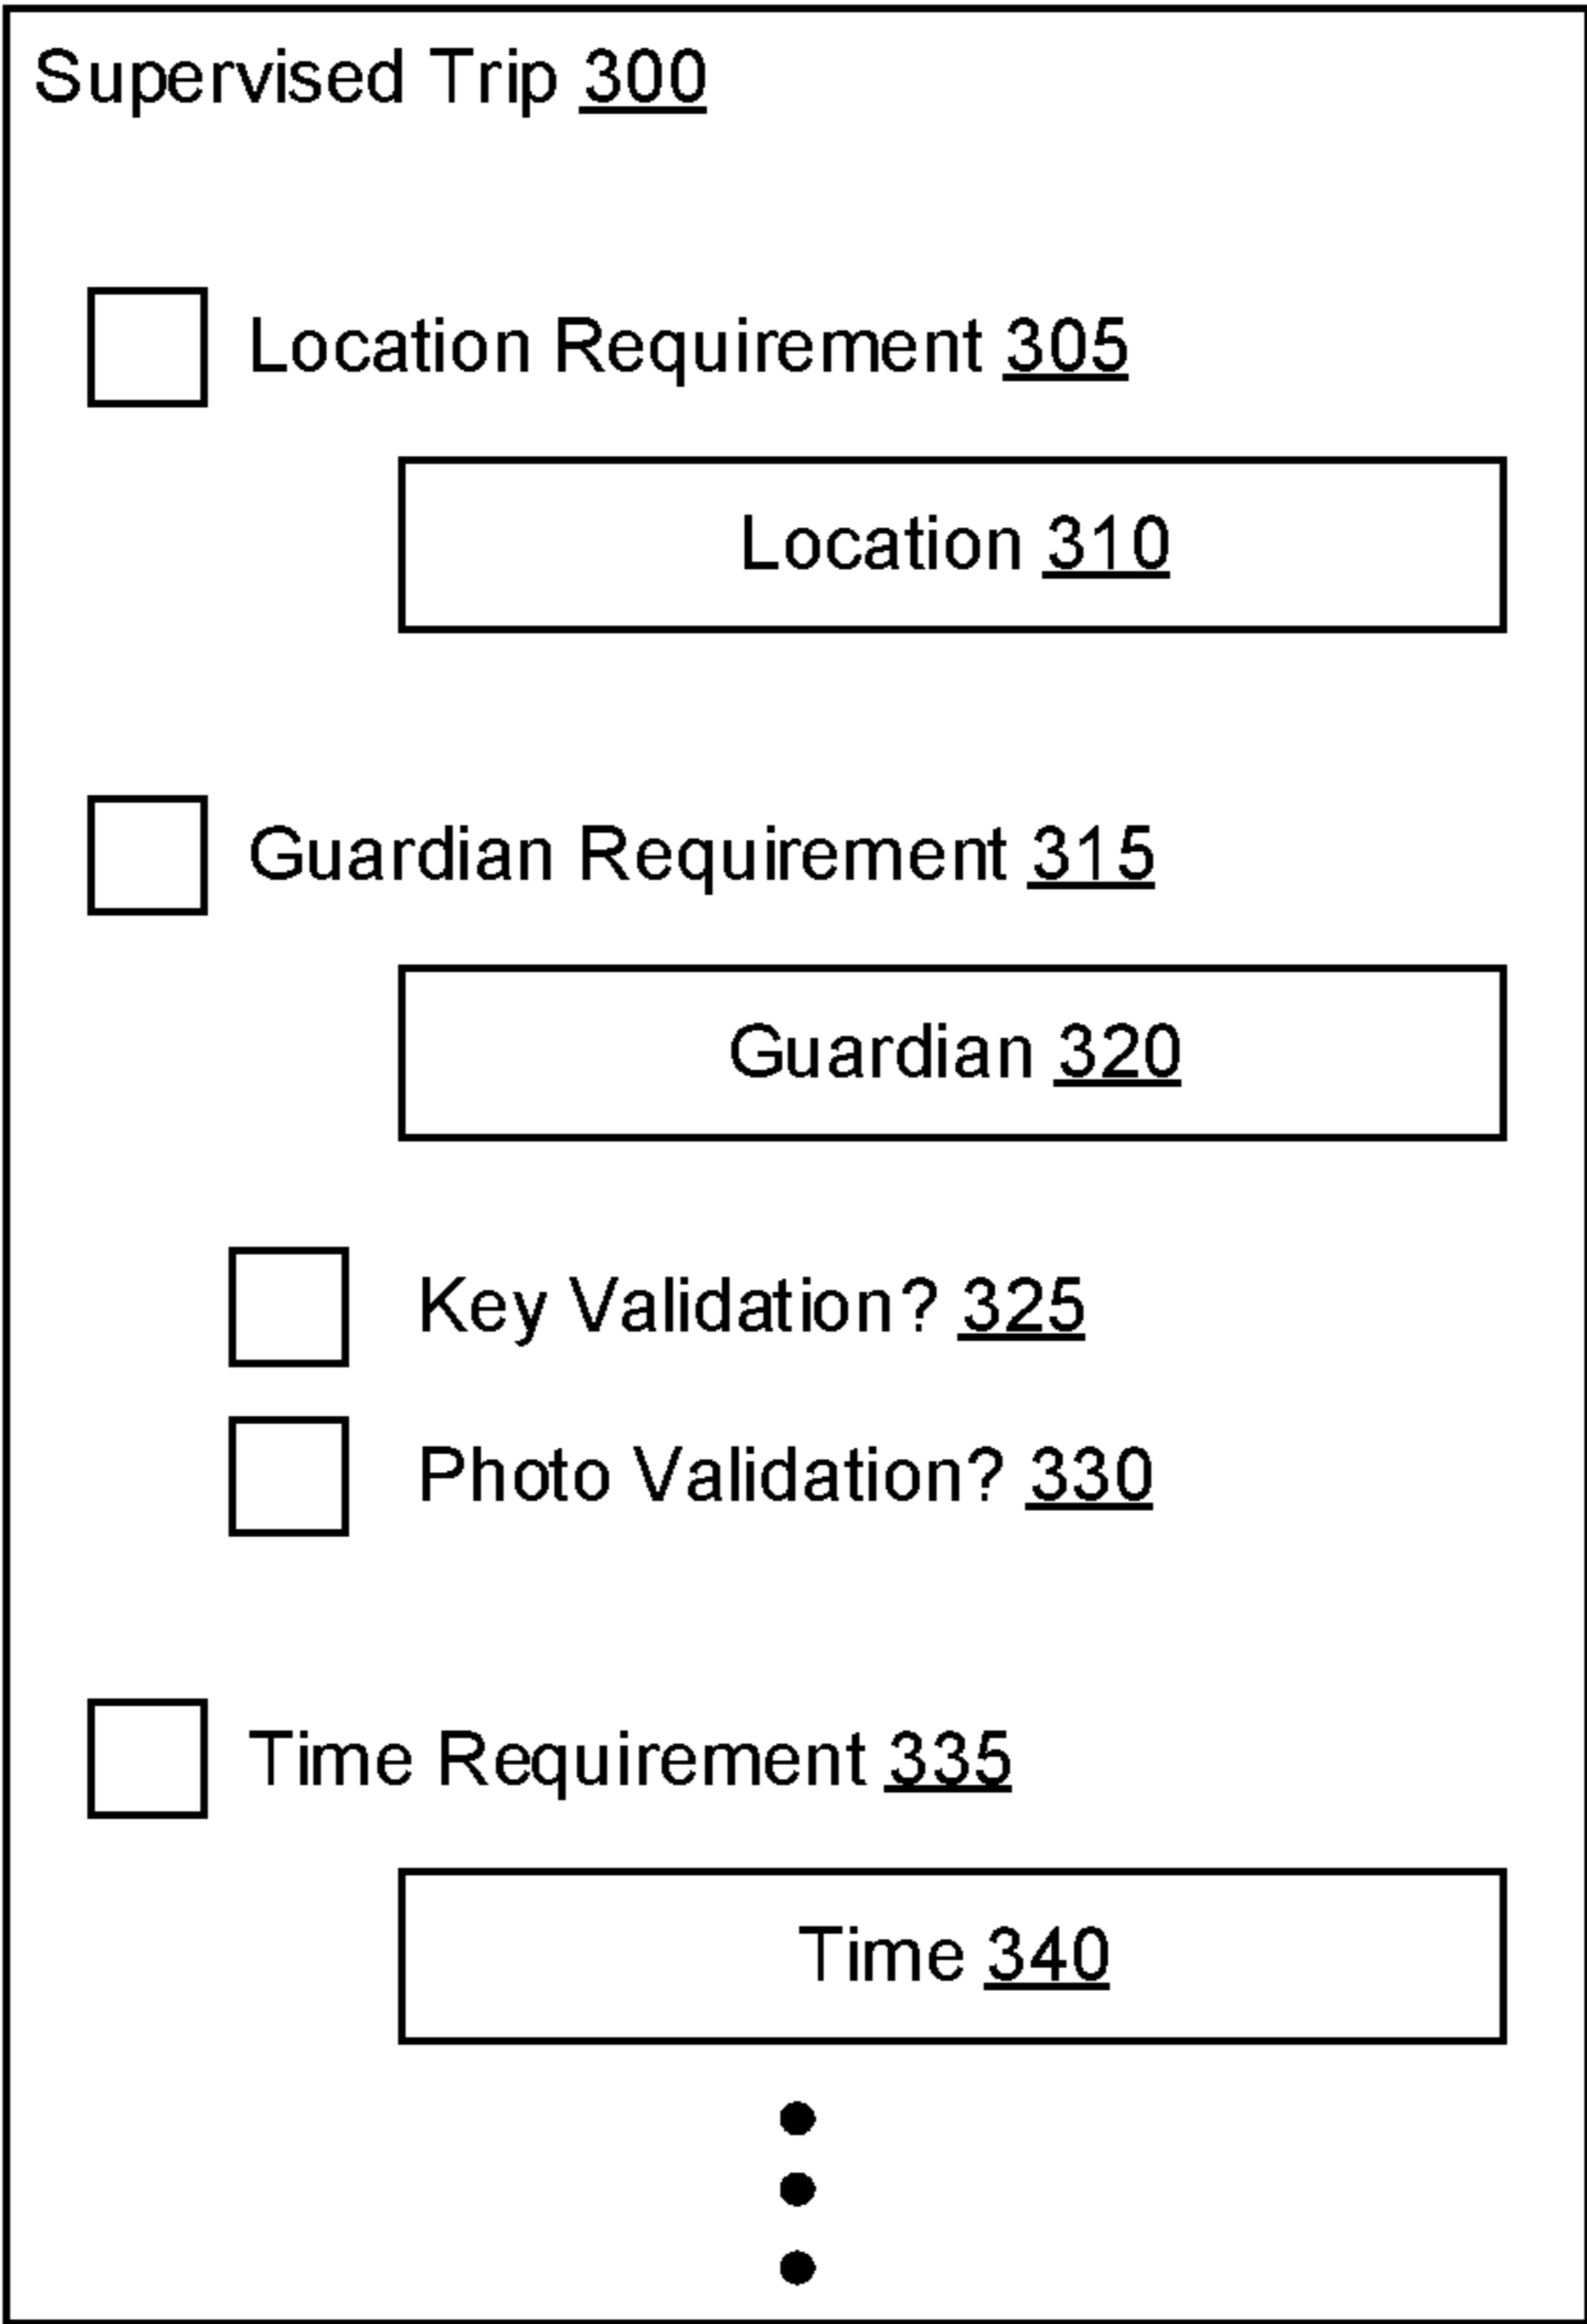 Supervised Trip 300
Location Requirement 305
Location 310
Guardian Requirement 315
Guardian 320
Key Validation? 325
Photo Validation? 330
Time Requirement 335
Time 340